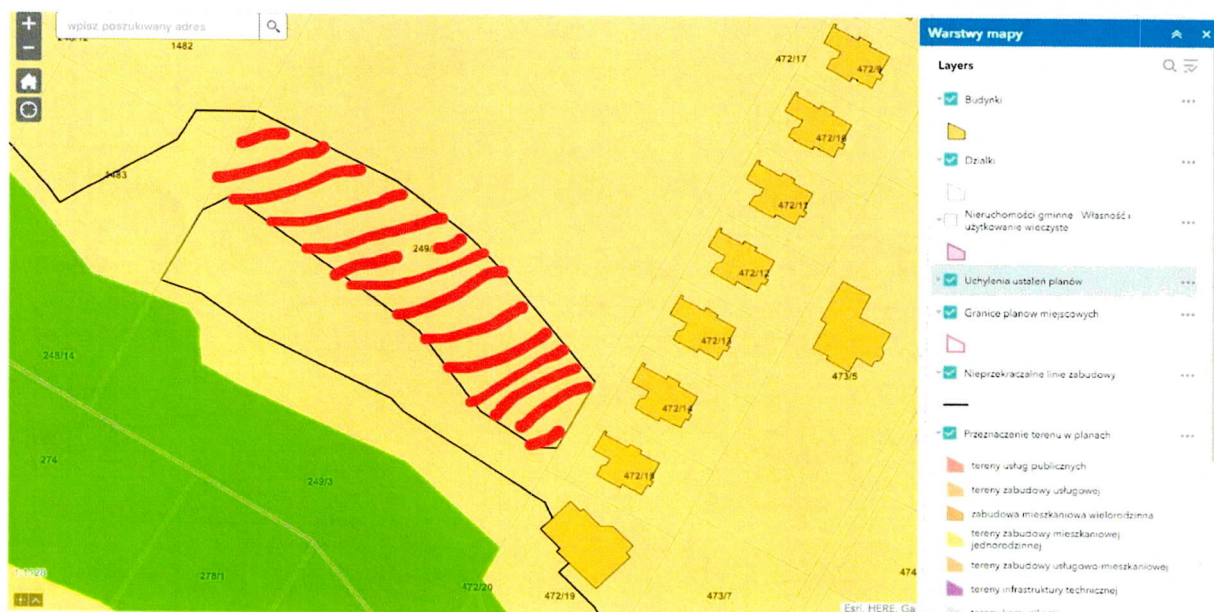 wpisz poszukiwany adres
1482
472/17
472/9
472/10
1483
472/11
249/
472/12
472/13
473/5
248/14
472/14
472/15
274
249/3
278/1
472/20
472/19
473/7
474
Esri, HERE, Ga
Warstwy mapy
Layers
Budynki
Działki
Nieruchomości gminne - Własność i
użytkowanie wieczyste
Uchylenia ustaleń planów
Granice planów miejscowych
Nieprzekraczalne linie zabudowy
Przeznaczenie terenu w planach
tereny usług publicznych
tereny zabudowy usługowej
zabudowa mieszkaniowa wielorodzinna
tereny zabudowy mieszkaniowej
jednorodzinnej
tereny zabudowy usługowo-mieszkaniowej
tereny infrastruktury technicznej